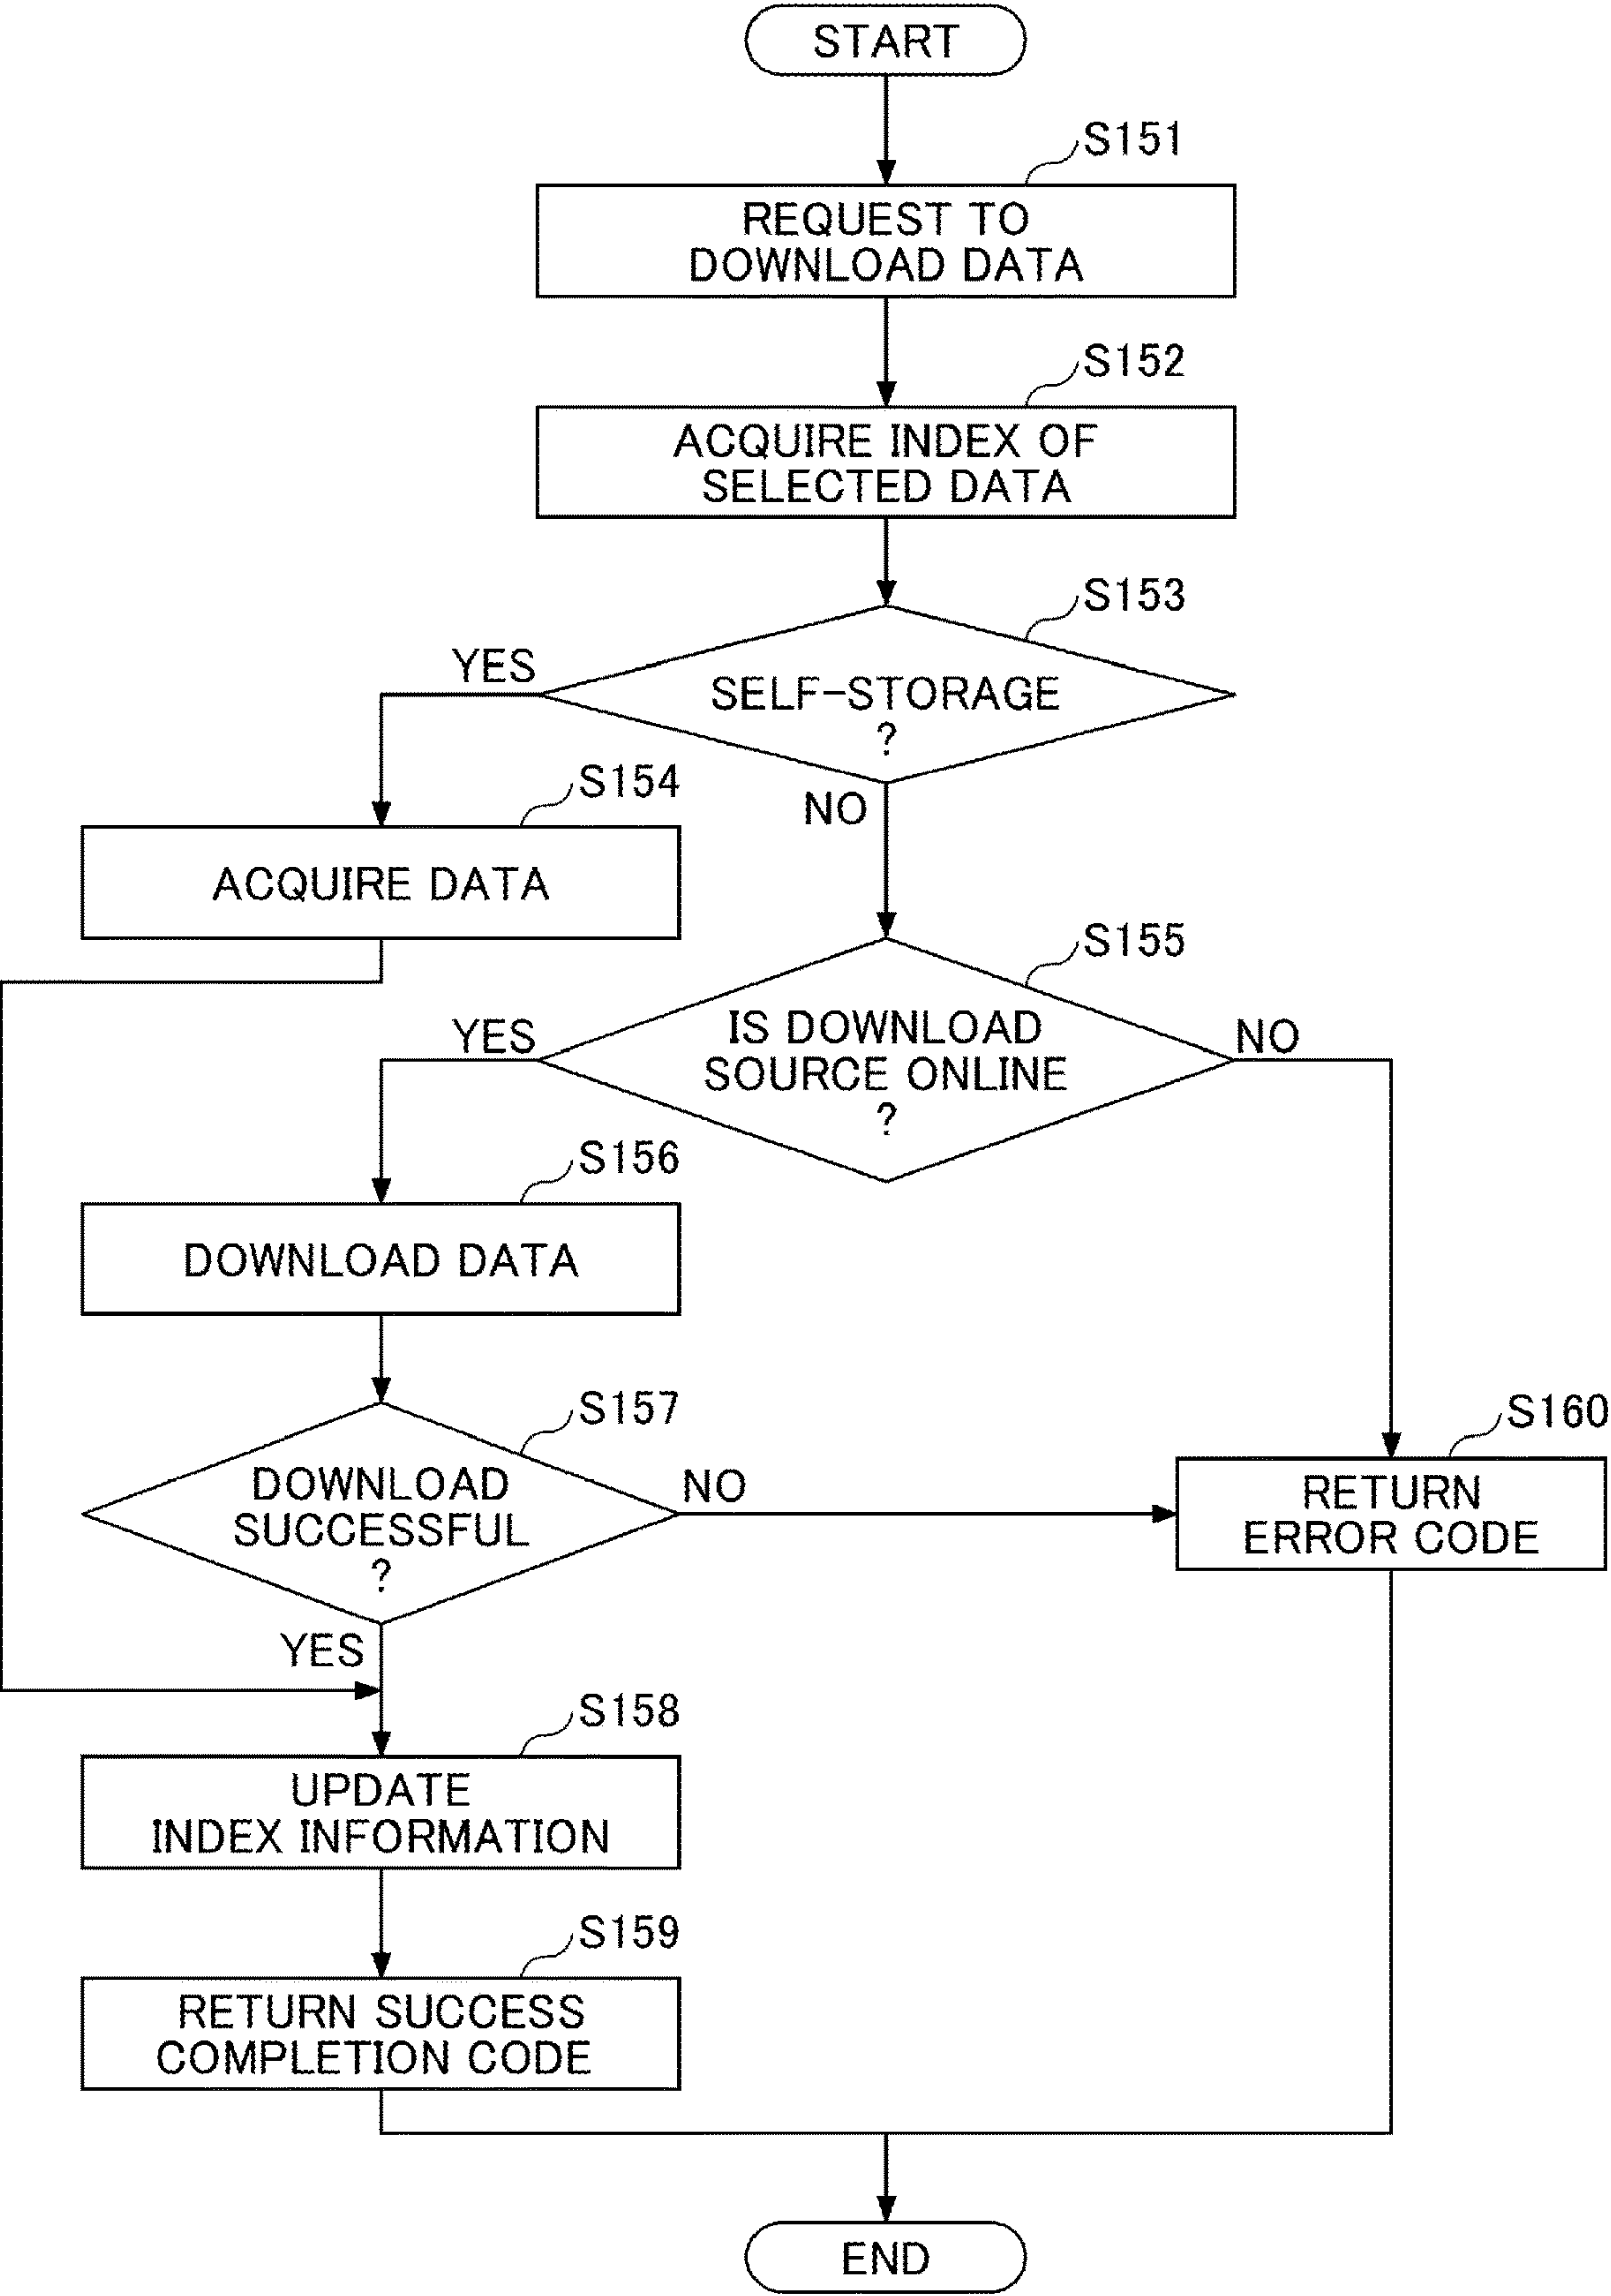 START
S151
REQUEST TO
DOWNLOAD DATA
S152
ACQUIRE INDEX OF
SELECTED DATA
S153
YES
SELF-STORAGE
?
NO
S154
ACQUIRE DATA
S155
YES
IS DOWNLOAD
SOURCE ONLINE
?
NO
S156
DOWNLOAD DATA
S157
DOWNLOAD
SUCCESSFUL
?
NO
YES
S160
RETURN
ERROR CODE
S158
UPDATE
INDEX INFORMATION
S159
RETURN SUCCESS
COMPLETION CODE
END